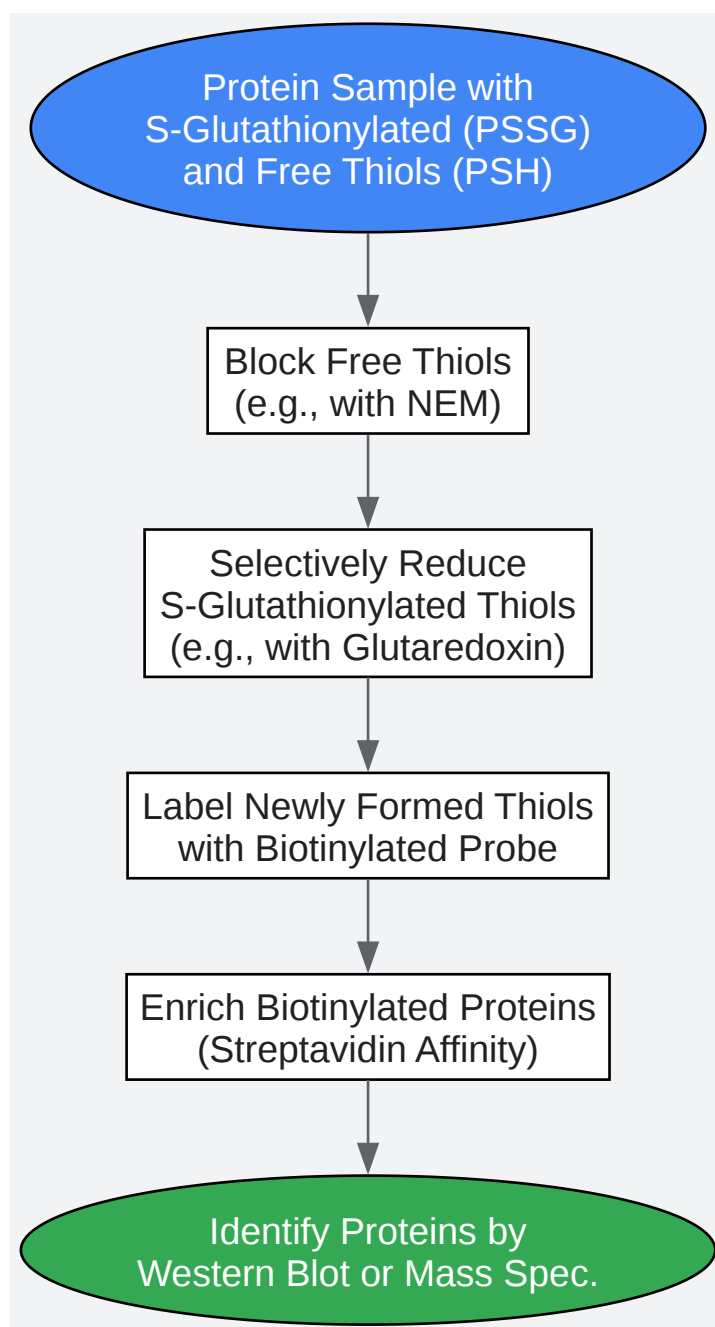 Protein Sample with
S-Glutathionylated (PSSG)
and Free Thiols (PSH)
Block Free Thiols
(e.g., with NEM)
Selectively Reduce
S-Glutathionylated Thiols
(e.g., with Glutaredoxin)
Label Newly Formed Thiols
with Biotinylated Probe
Enrich Biotinylated Proteins
(Streptavidin Affinity)
Identify Proteins by
Western Blot or Mass Spec.